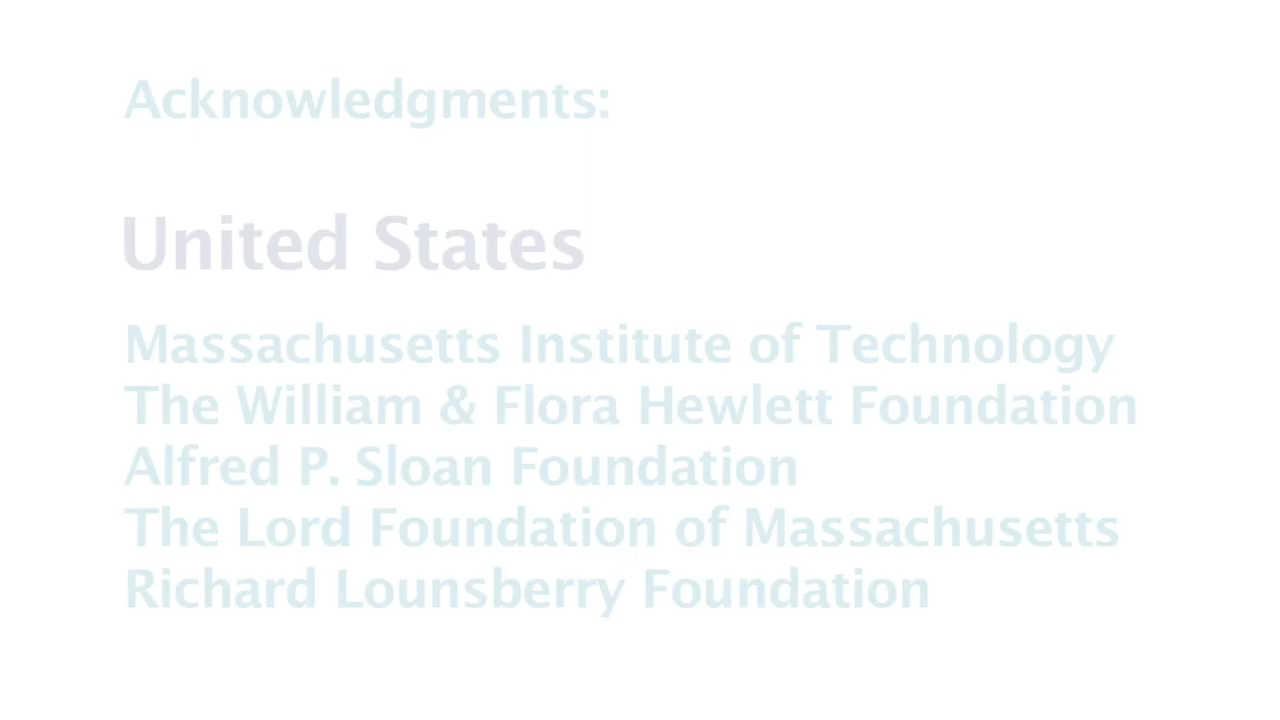 Acknowledgments:
United States
Massachusetts Institute of Technology
The William & Flora Hewlett Foundation
Alfred P. Sloan Foundation
The Lord Foundation of Massachusetts
Richard Lounsberry Foundation